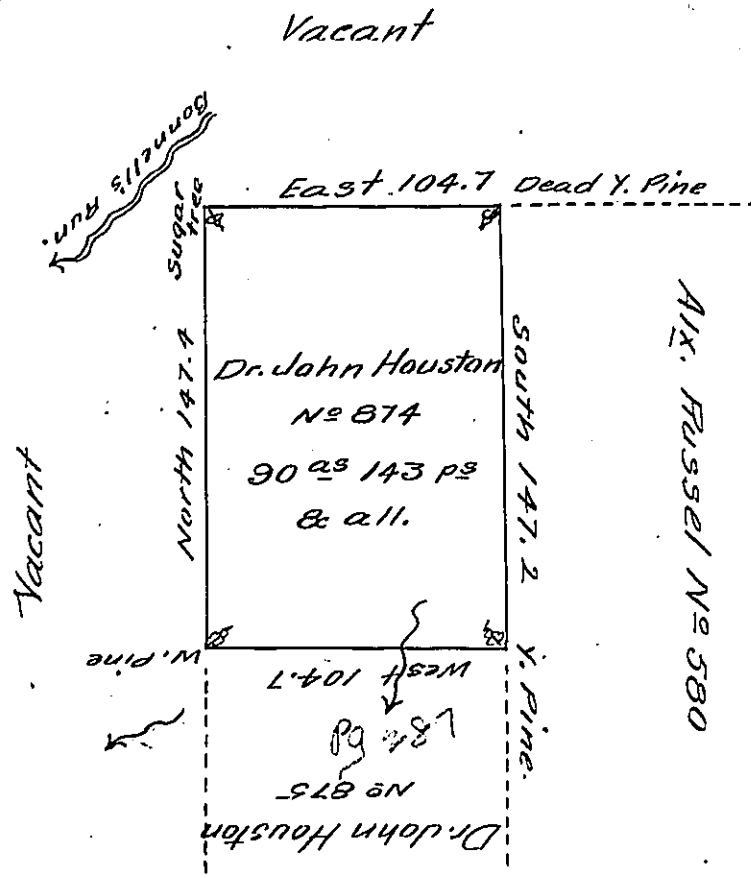 Vacant
Bonnell's Run.
Sugar tree
East 104.7 Dead Y. Pine
North 147.4
Dr. John Houston
Nº 874
90 as 143 ps
& all.
South 147.2
Alx. Russel Nº 580
Vacant
W. Pine
West 104.7
Y. Pine.
Pg
Nº 875
Dr. John Houston